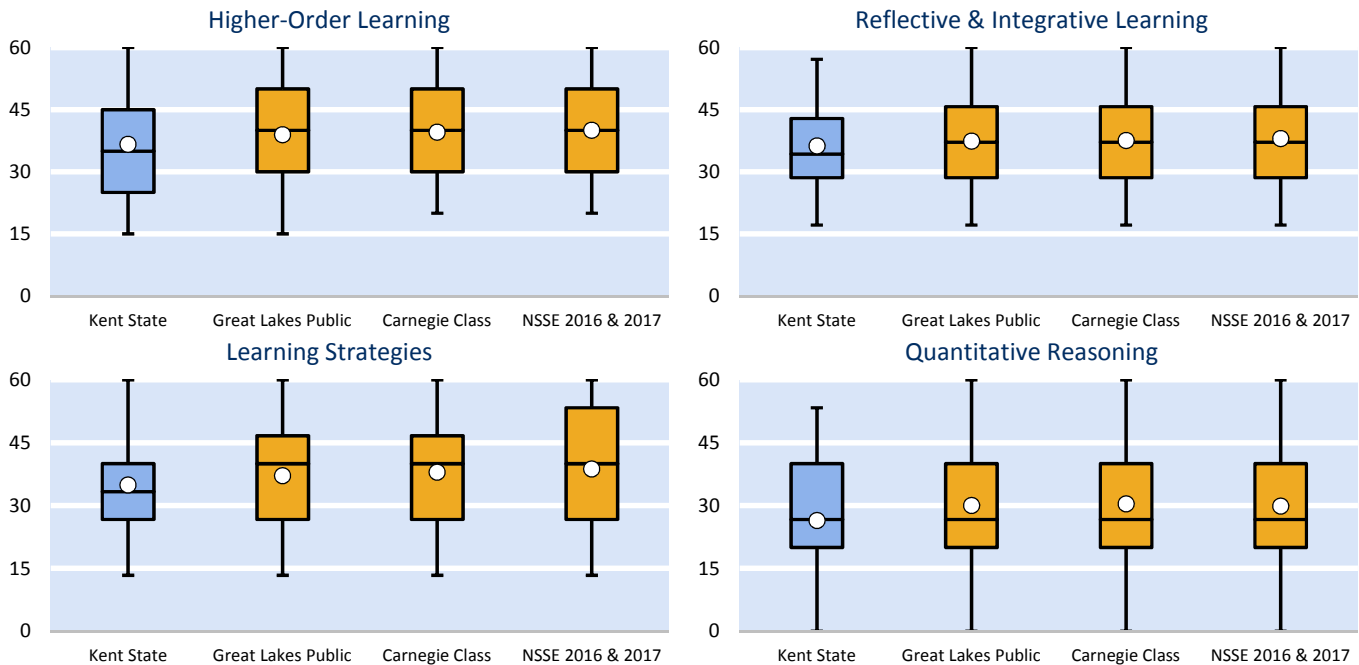 Higher-Order Learning
60
45
30
15
0
Kent State Great Lakes Public Carnegie Class NSSE 2016 & 2017
Reflective & Integrative Learning
60
45
30
15
0
Kent State Great Lakes Public Carnegie Class NSSE 2016 & 2017
Learning Strategies
60
45
30
15
0
Kent State Great Lakes Public Carnegie Class NSSE 2016 & 2017
Quantitative Reasoning
60
45
30
15
0
Kent State Great Lakes Public Carnegie Class NSSE 2016 & 2017